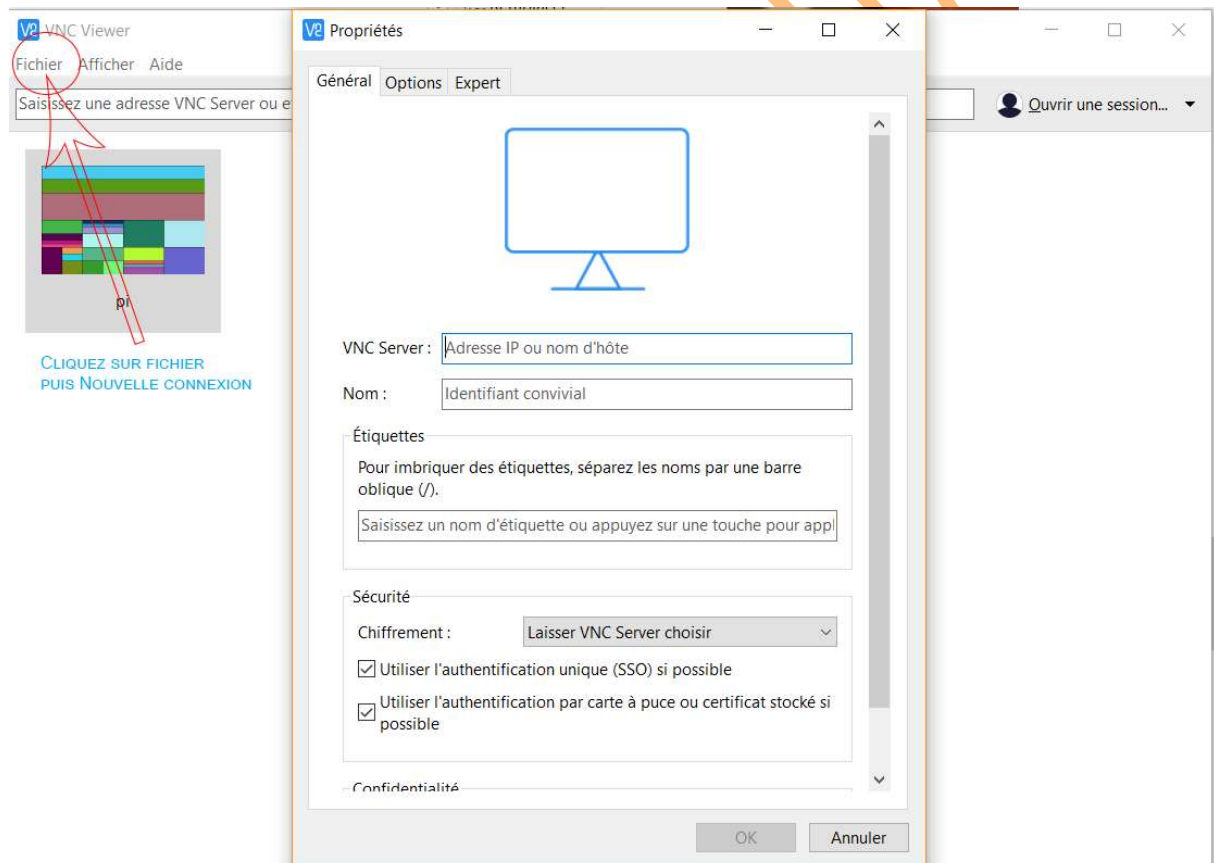 VNC Viewer
Fichier Afficher Aide
Saisissez une adresse VNC Server ou e
Ouvrir une session...
pi
CLIQUEZ SUR FICHIER
PUIS NOUVELLE CONNEXION
Propriétés
Général Options Expert
VNC Server : Adresse IP ou nom d'hôte
Nom : Identifiant convivial
Étiquettes
Pour imbriquer des étiquettes, séparez les noms par une barre
oblique (/).
Saisissez un nom d'étiquette ou appuyez sur une touche pour appl
Sécurité
Chiffrement : Laisser VNC Server choisir
Utiliser l'authentification unique (SSO) si possible
Utiliser l'authentification par carte à puce ou certificat stocké si
possible
Confidentialité
OK Annuler